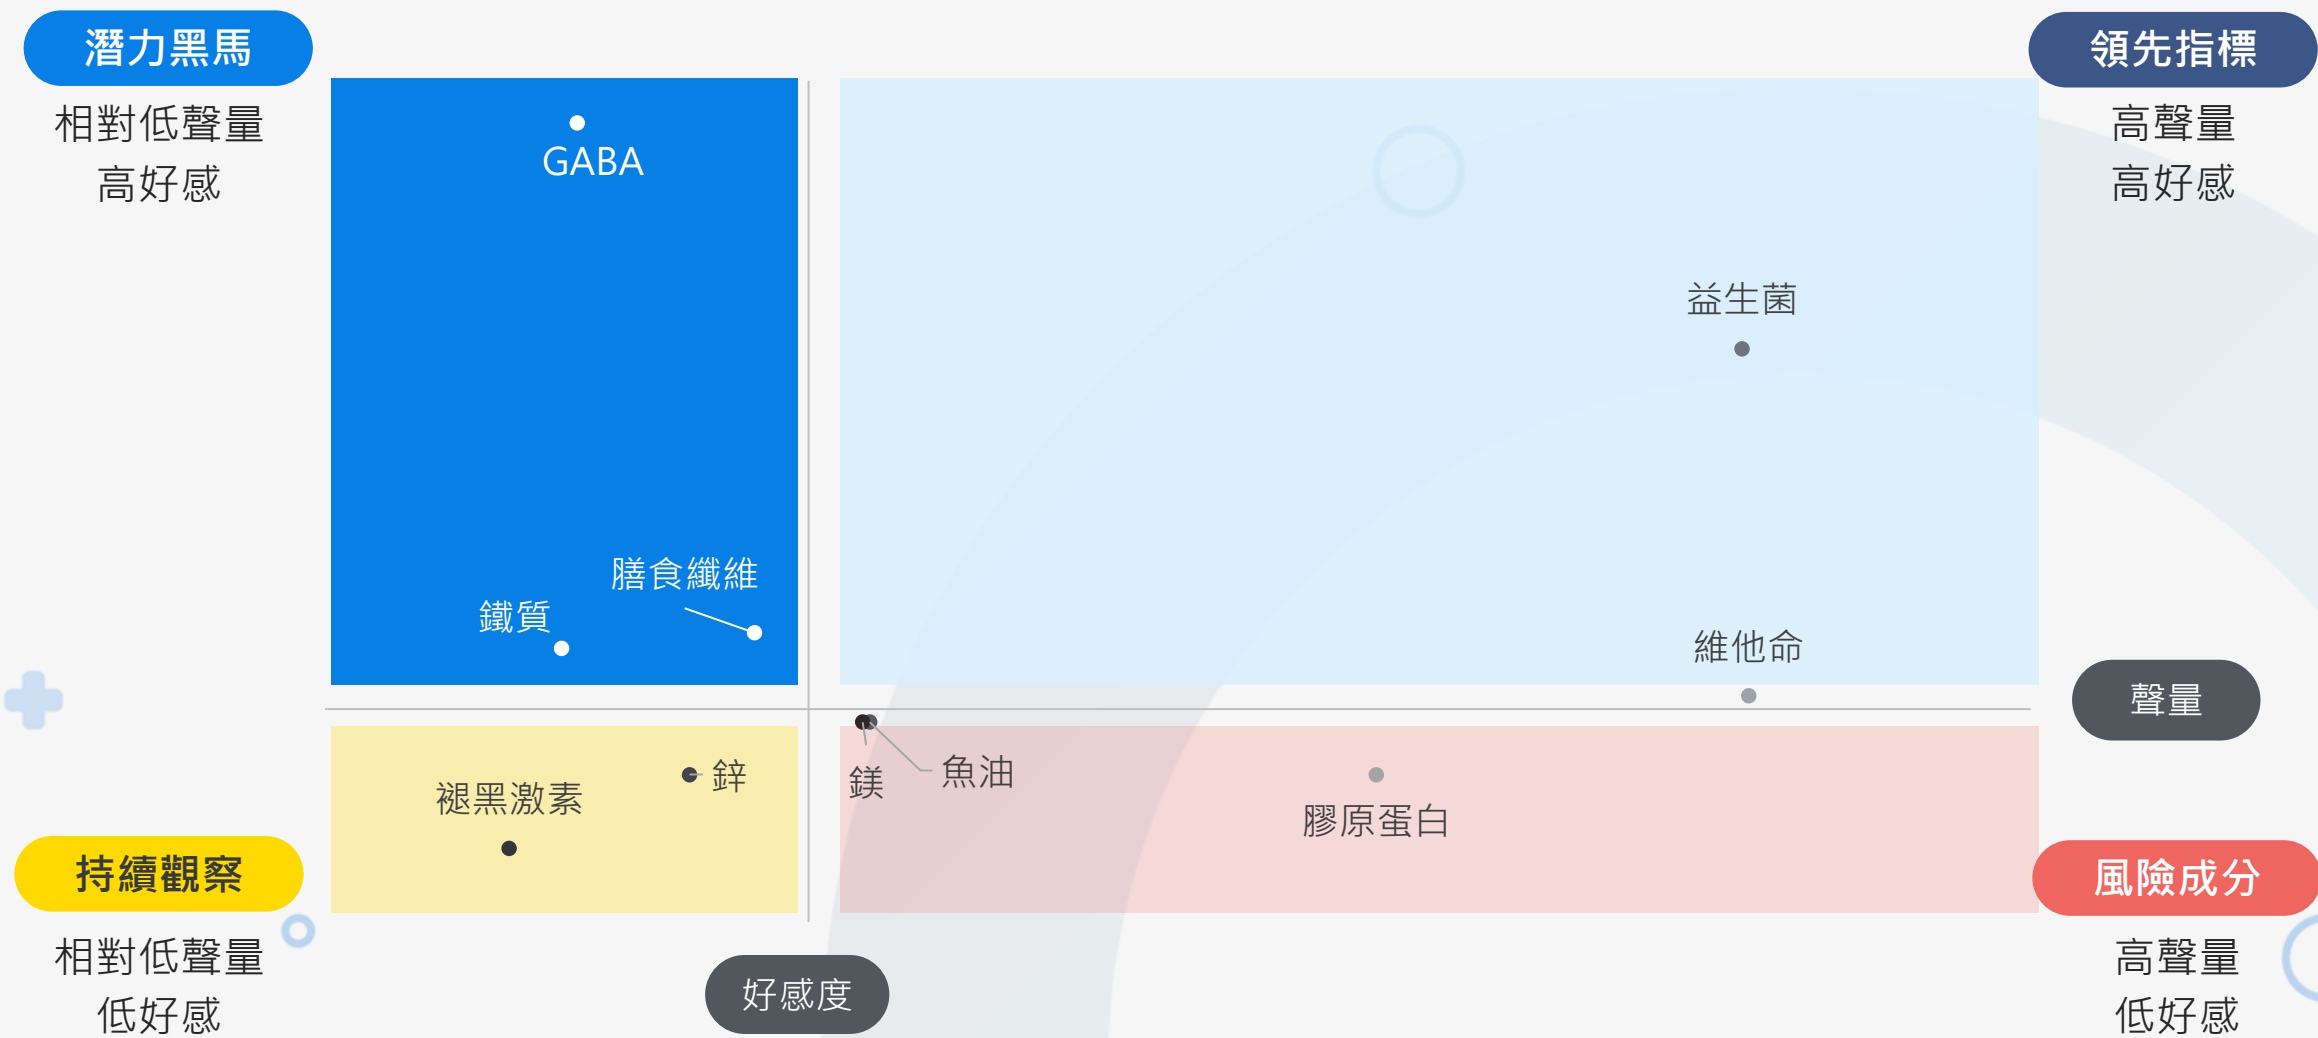 潛力黑馬
相對低聲量
高好感
領先指標
高聲量
高好感
GABA
益生菌
膳食纖維
鐵質
維他命
聲量
鋅
褪黑激素
鎂
魚油
膠原蛋白
持續觀察
相對低聲量
低好感
風險成分
高聲量
低好感
好感度